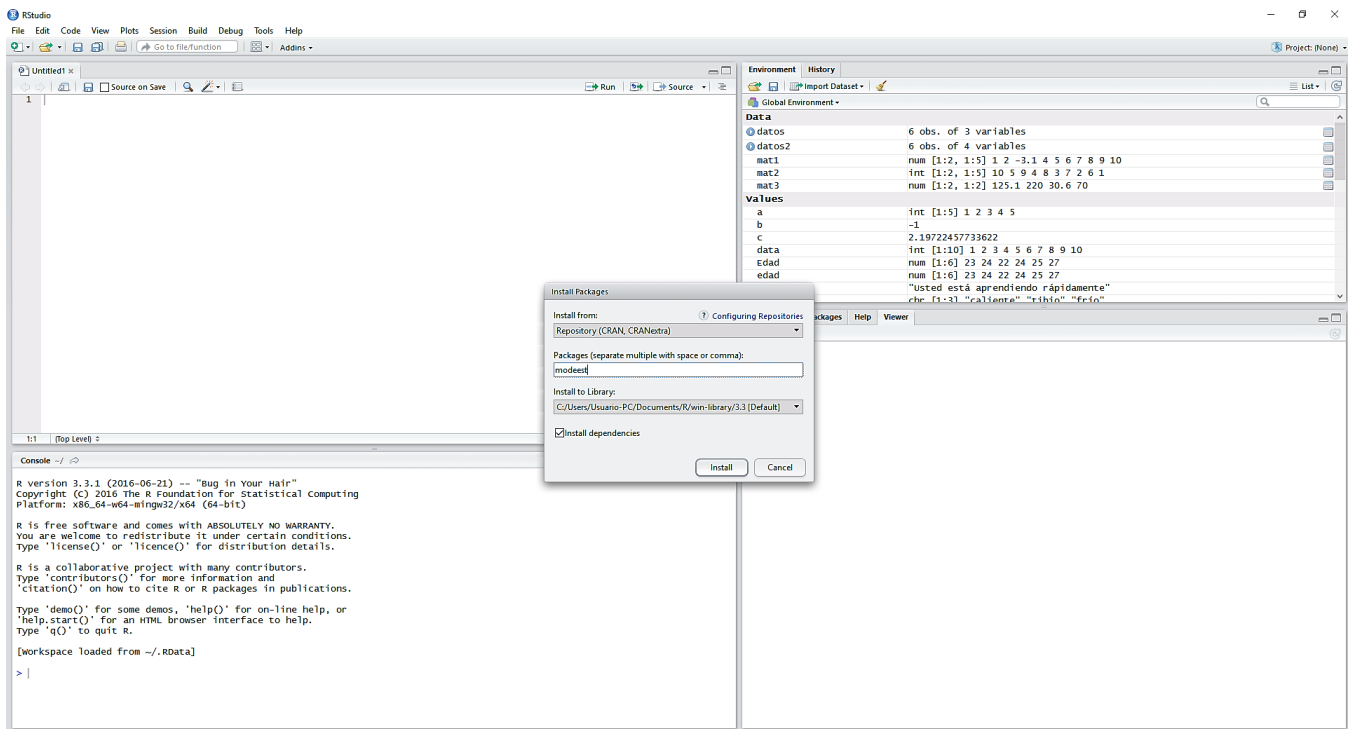 RStudio
File Edit Code View Plots Session Build Debug Tools Help
Go to file/function Addins
Project: (None)
Untitled1
Source on Save Run Source
1
1:1 (Top Level)
Console ~/
R version 3.3.1 (2016-06-21) -- "Bug in Your Hair"
Copyright (C) 2016 The R Foundation for Statistical Computing
Platform: x86_64-w64-mingw32/x64 (64-bit)
R is free software and comes with ABSOLUTELY NO WARRANTY.
You are welcome to redistribute it under certain conditions.
Type 'license()' or 'licence()' for distribution details.
R is a collaborative project with many contributors.
Type 'contributors()' for more information and
'citation()' on how to cite R or R packages in publications.
Type 'demo()' for some demos, 'help()' for on-line help, or
'help.start()' for an HTML browser interface to help.
Type 'q()' to quit R.
[Workspace loaded from ~/.RData]
>
Install Packages
Install from: ? Configuring Repositories
Repository (CRAN, CRANextra)
Packages (separate multiple with space or comma):
modeest
Install to Library:
C:/Users/Usuario-PC/Documents/R/win-library/3.3 [Default]
Install dependencies
Install Cancel
Environment History
Import Dataset List
Global Environment
Data
datos 6 obs. of 3 variables
datos2 6 obs. of 4 variables
mat1 num [1:2, 1:5] 1 2 -3.1 4 5 6 7 8 9 10
mat2 int [1:2, 1:5] 10 5 9 4 8 3 7 2 6 1
mat3 num [1:2, 1:2] 125.1 220 30.6 70
Values
a int [1:5] 1 2 3 4 5
b -1
c 2.19722457733622
data int [1:10] 1 2 3 4 5 6 7 8 9 10
Edad num [1:6] 23 24 22 24 25 27
edad num [1:6] 23 24 22 24 25 27
"Usted está aprendiendo rápidamente"
chr [1:3] "caliente" "tibio" "frío"
ackages Help Viewer